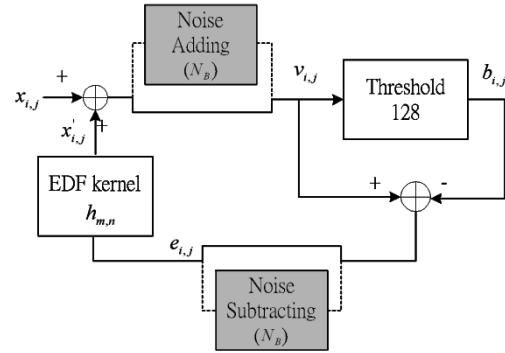 Noise
Adding
(N_B)
+
x_{i,j}
v_{i,j}
Threshold
128
b_{i,j}
x'_{i,j}
+
EDF kernel
h_{m,n}
+
-
e_{i,j}
Noise
Subtracting
(N_B)